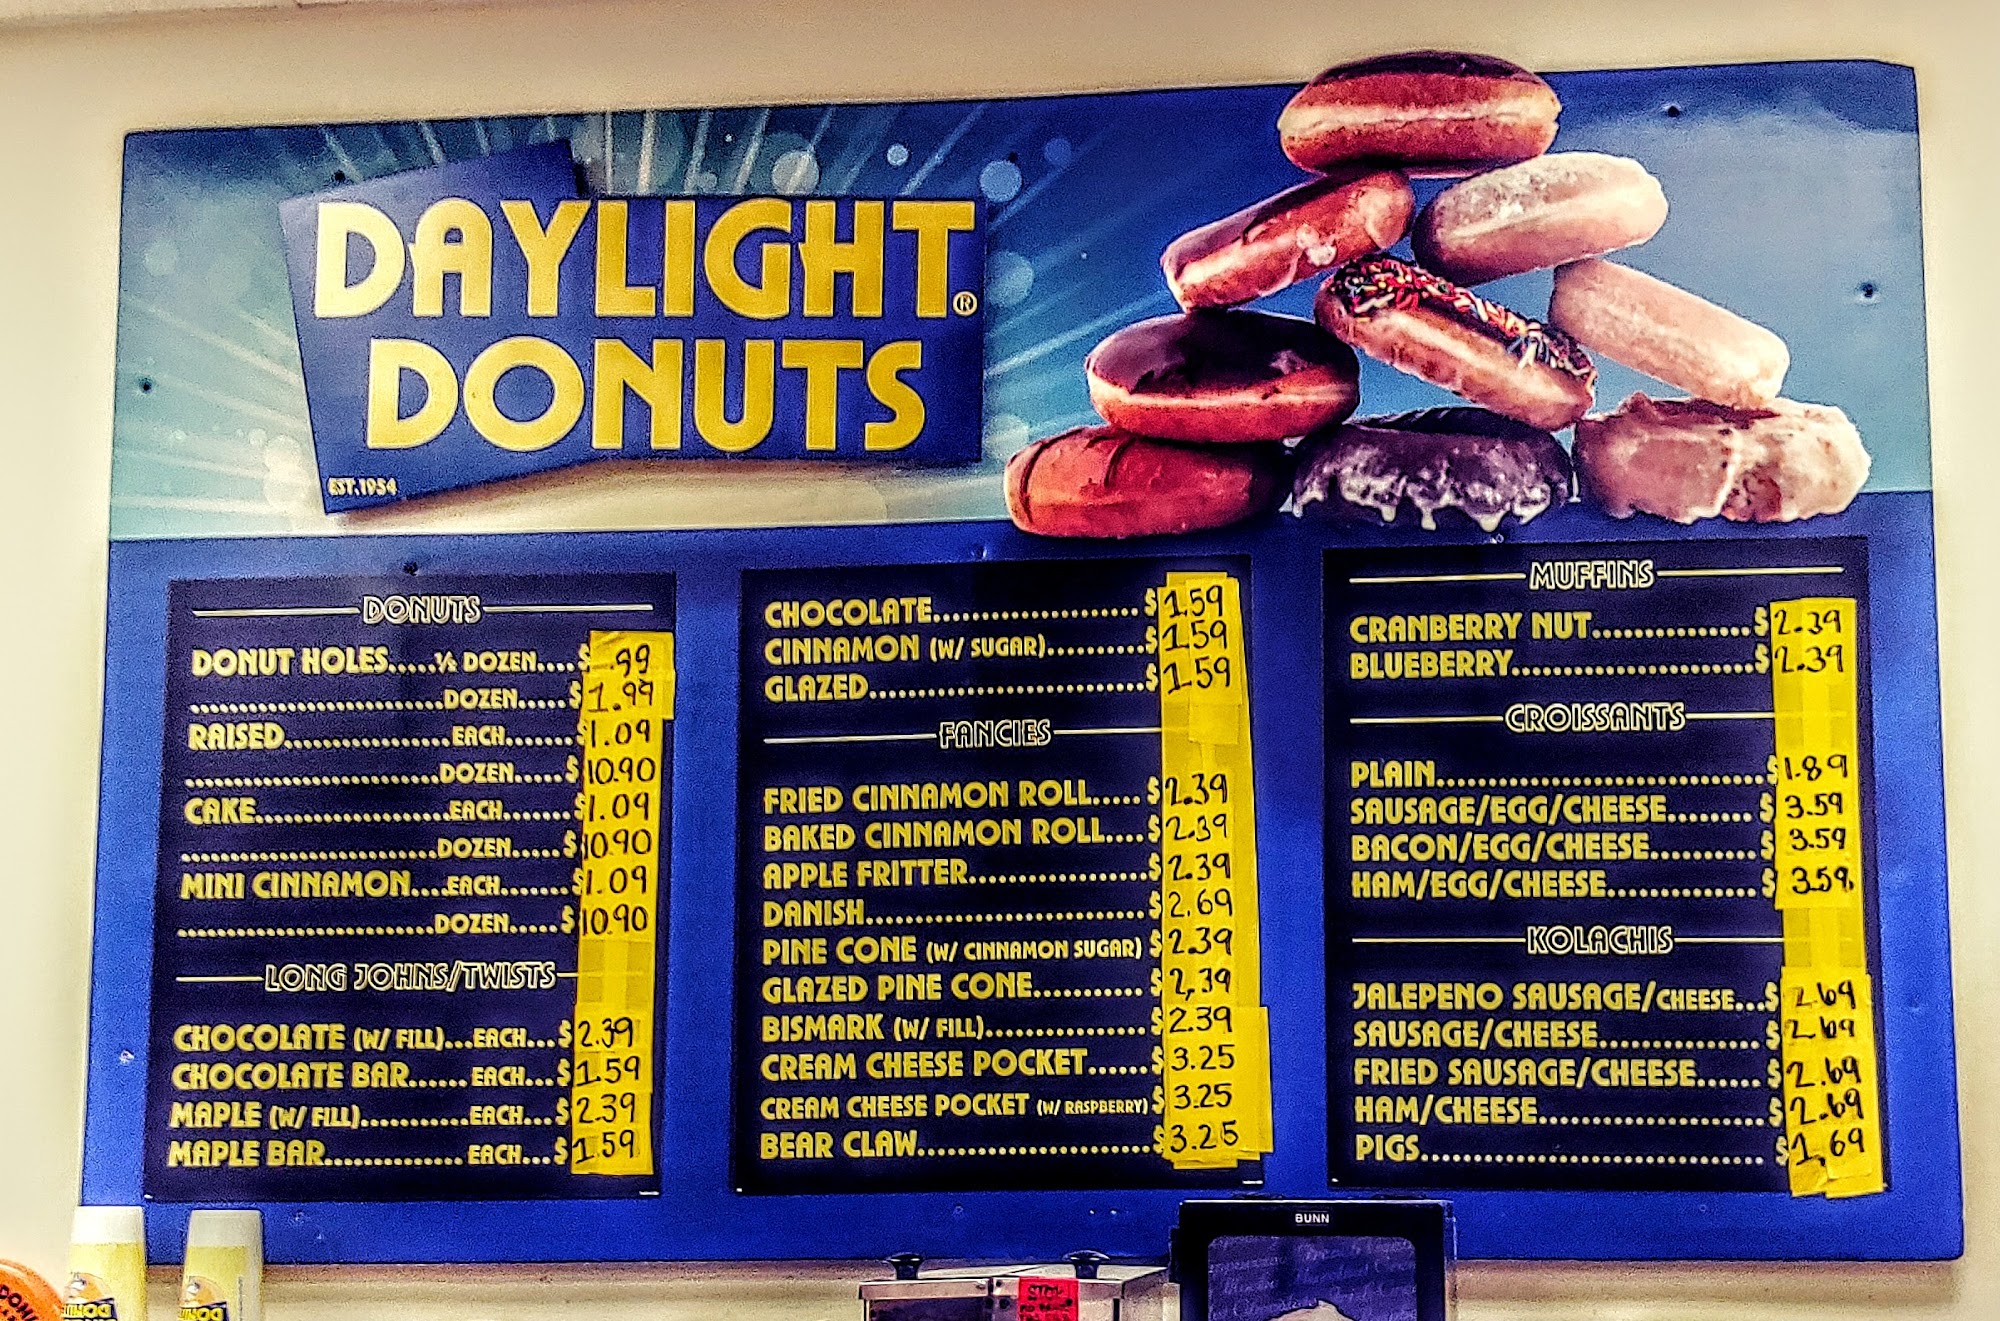 DAYLIGHT®
DONUTS
EST.1954
DONUTS
DONUT HOLES.....½ DOZEN....$ .99
DOZEN.....$ 1.99
RAISED.................EACH.......$1.09
DOZEN.....$ 10.90
CAKE....................EACH.......$1.09
DOZEN.....$10.90
MINI CINNAMON....EACH.......$1.09
DOZEN.....$10.90
LONG JOHNS/TWISTS
CHOCOLATE (W/ FILL)...EACH...$2.39
CHOCOLATE BAR......EACH...$1.59
MAPLE (W/ FILL)............EACH...$2.39
MAPLE BAR...............EACH...$1.59
CHOCOLATE....................$1.59
CINNAMON (W/ SUGAR)..........$1.59
GLAZED........................$1.59
FANCIES
FRIED CINNAMON ROLL.....$2.39
BAKED CINNAMON ROLL....$2.39
APPLE FRITTER...............$2.39
DANISH........................$2.69
PINE CONE (W/ CINNAMON SUGAR) $2.39
GLAZED PINE CONE...........$2,39
BISMARK (W/ FILL)..............$2.39
CREAM CHEESE POCKET......$3.25
CREAM CHEESE POCKET (W/ RASPBERRY)$3.25
BEAR CLAW....................$3.25
MUFFINS
CRANBERRY NUT...............$2.39
BLUEBERRY.....................$2.39
CROISSANTS
PLAIN............................$1.89
SAUSAGE/EGG/CHEESE........$3.59
BACON/EGG/CHEESE..........$3.59
HAM/EGG/CHEESE..............$3.59
KOLACHIS
JALEPENO SAUSAGE/CHEESE...$2.69
SAUSAGE/CHEESE...............$2.69
FRIED SAUSAGE/CHEESE......$2.69
HAM/CHEESE....................$2.69
PIGS.............................$1,69
BUNN
STOP